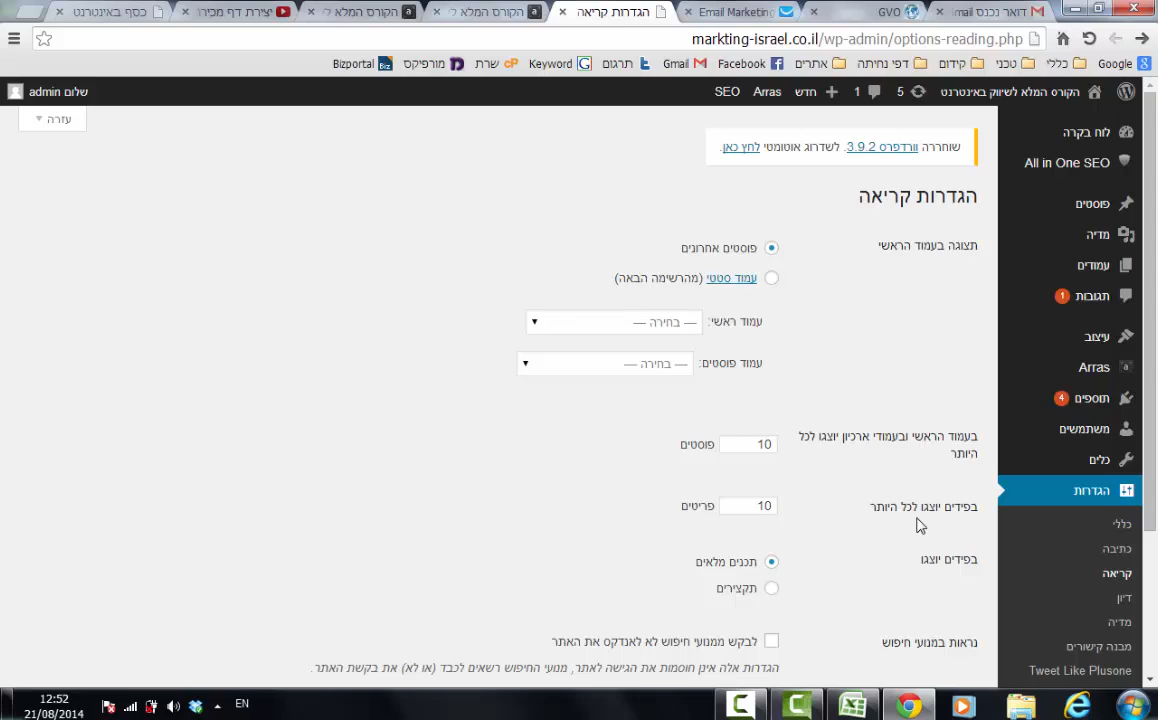 כסף באינטרנט
יצירת דף מכירו
הקורס המלא ל
הקורס המלא ל
הגדרות קריאה
Email Marketing
GVO
דואר נכנס
markting-israel.co.il/wp-admin/options-reading.php
Bizportal
מורפיקס
שרת
Keyword
תרגום
Gmail
Facebook
אתרים
דפי נחיתה
קידום
טכני
כללי
Google
הקורס המלא לשיווק באינטרנט
5
1
חדש
Arras
SEO
שלום admin
עזרה
שוחררה וורדפרס 3.9.2. לשדרוג אוטומטי לחץ כאן.
הגדרות קריאה
תצוגה בעמוד הראשי
פוסטים אחרונים
עמוד סטטי (מהרשימה הבאה)
עמוד ראשי: — בחירה —
עמוד פוסטים: — בחירה —
בעמוד הראשי ובעמודי ארכיון יוצגו לכל
היותר
10 פוסטים
בפידים יוצגו לכל היותר
10 פריטים
בפידים יוצגו
תכנים מלאים
תקצירים
נראות במנועי חיפוש
לבקש ממנועי חיפוש לא לאנדקס את האתר
הגדרות אלה אינן חוסמות את הגישה לאתר, מנועי החיפוש רשאים לכבד (או לא) את בקשת האתר.
לוח בקרה
All in One SEO
פוסטים
מדיה
עמודים
תגובות 1
עיצוב
Arras
תוספים 4
משתמשים
כלים
הגדרות
כללי
כתיבה
קריאה
דיון
מדיה
מבנה קישורים
Tweet Like Plusone
EN
12:52
21/08/2014